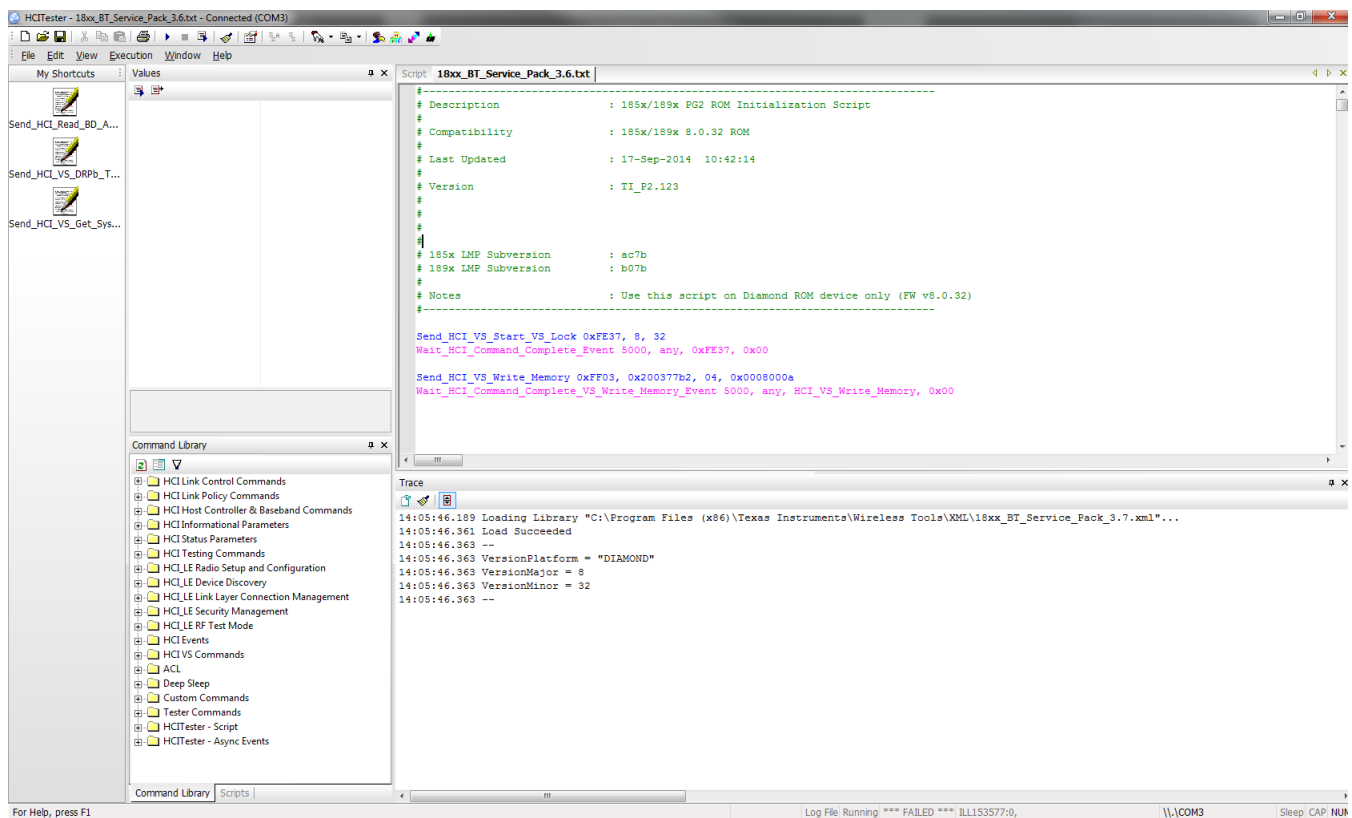 HCITester - 18xx_BT_Service_Pack_3.6.txt - Connected (COM3)
File Edit View Execution Window Help
My Shortcuts
Send_HCI_Read_BD_A...
Send_HCI_VS_DRPb_T...
Send_HCI_VS_Get_Sys...
Values
Command Library
HCI Link Control Commands
HCI Link Policy Commands
HCI Host Controller & Baseband Commands
HCI Informational Parameters
HCI Status Parameters
HCI Testing Commands
HCI_LE Radio Setup and Configuration
HCI_LE Device Discovery
HCI_LE Link Layer Connection Management
HCI_LE Security Management
HCI_LE RF Test Mode
HCI Events
HCI VS Commands
ACL
Deep Sleep
Custom Commands
Tester Commands
HCITester - Script
HCITester - Async Events
Command Library Scripts
Script 18xx_BT_Service_Pack_3.6.txt
#-------------------------------------------------------------------------------
# Description : 185x/189x PG2 ROM Initialization Script
#
# Compatibility : 185x/189x 8.0.32 ROM
#
# Last Updated : 17-Sep-2014 10:42:14
#
# Version : TI_P2.123
#
#
#
#
# 185x LMP Subversion : ac7b
# 189x LMP Subversion : b07b
#
# Notes : Use this script on Diamond ROM device only (FW v8.0.32)
#-------------------------------------------------------------------------------
Send_HCI_VS_Start_VS_Lock 0xFE37, 8, 32
Wait_HCI_Command_Complete_Event 5000, any, 0xFE37, 0x00
Send_HCI_VS_Write_Memory 0xFF03, 0x200377b2, 04, 0x0008000a
Wait_HCI_Command_Complete_VS_Write_Memory_Event 5000, any, HCI_VS_Write_Memory, 0x00
Trace
14:05:46.189 Loading Library "C:\Program Files (x86)\Texas Instruments\Wireless Tools\XML\18xx_BT_Service_Pack_3.7.xml"...
14:05:46.361 Load Succeeded
14:05:46.363 --
14:05:46.363 VersionPlatform = "DIAMOND"
14:05:46.363 VersionMajor = 8
14:05:46.363 VersionMinor = 32
14:05:46.363 --
For Help, press F1
Log File Running *** FAILED *** ILL153577:0,
\\.\COM3
Sleep CAP NUM